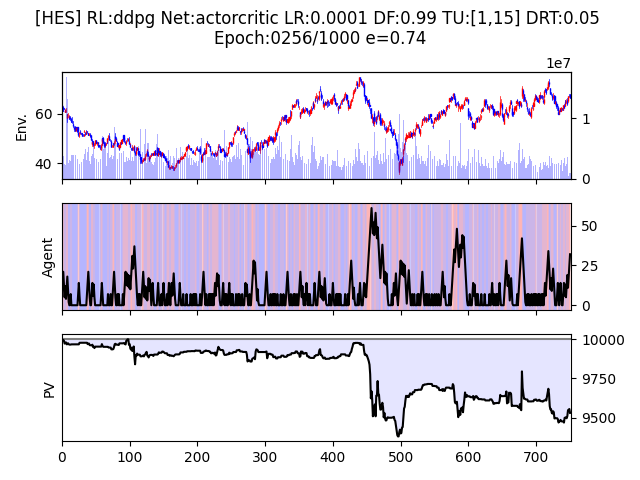 [HES] RL:ddpg Net:actorcritic LR:0.0001 DF:0.99 TU:[1,15] DRT:0.05
Epoch:0256/1000 e=0.74
1e7
Env.
60
40
1
0
Agent
50
25
0
PV
10000
9750
9500
0 100 200 300 400 500 600 700